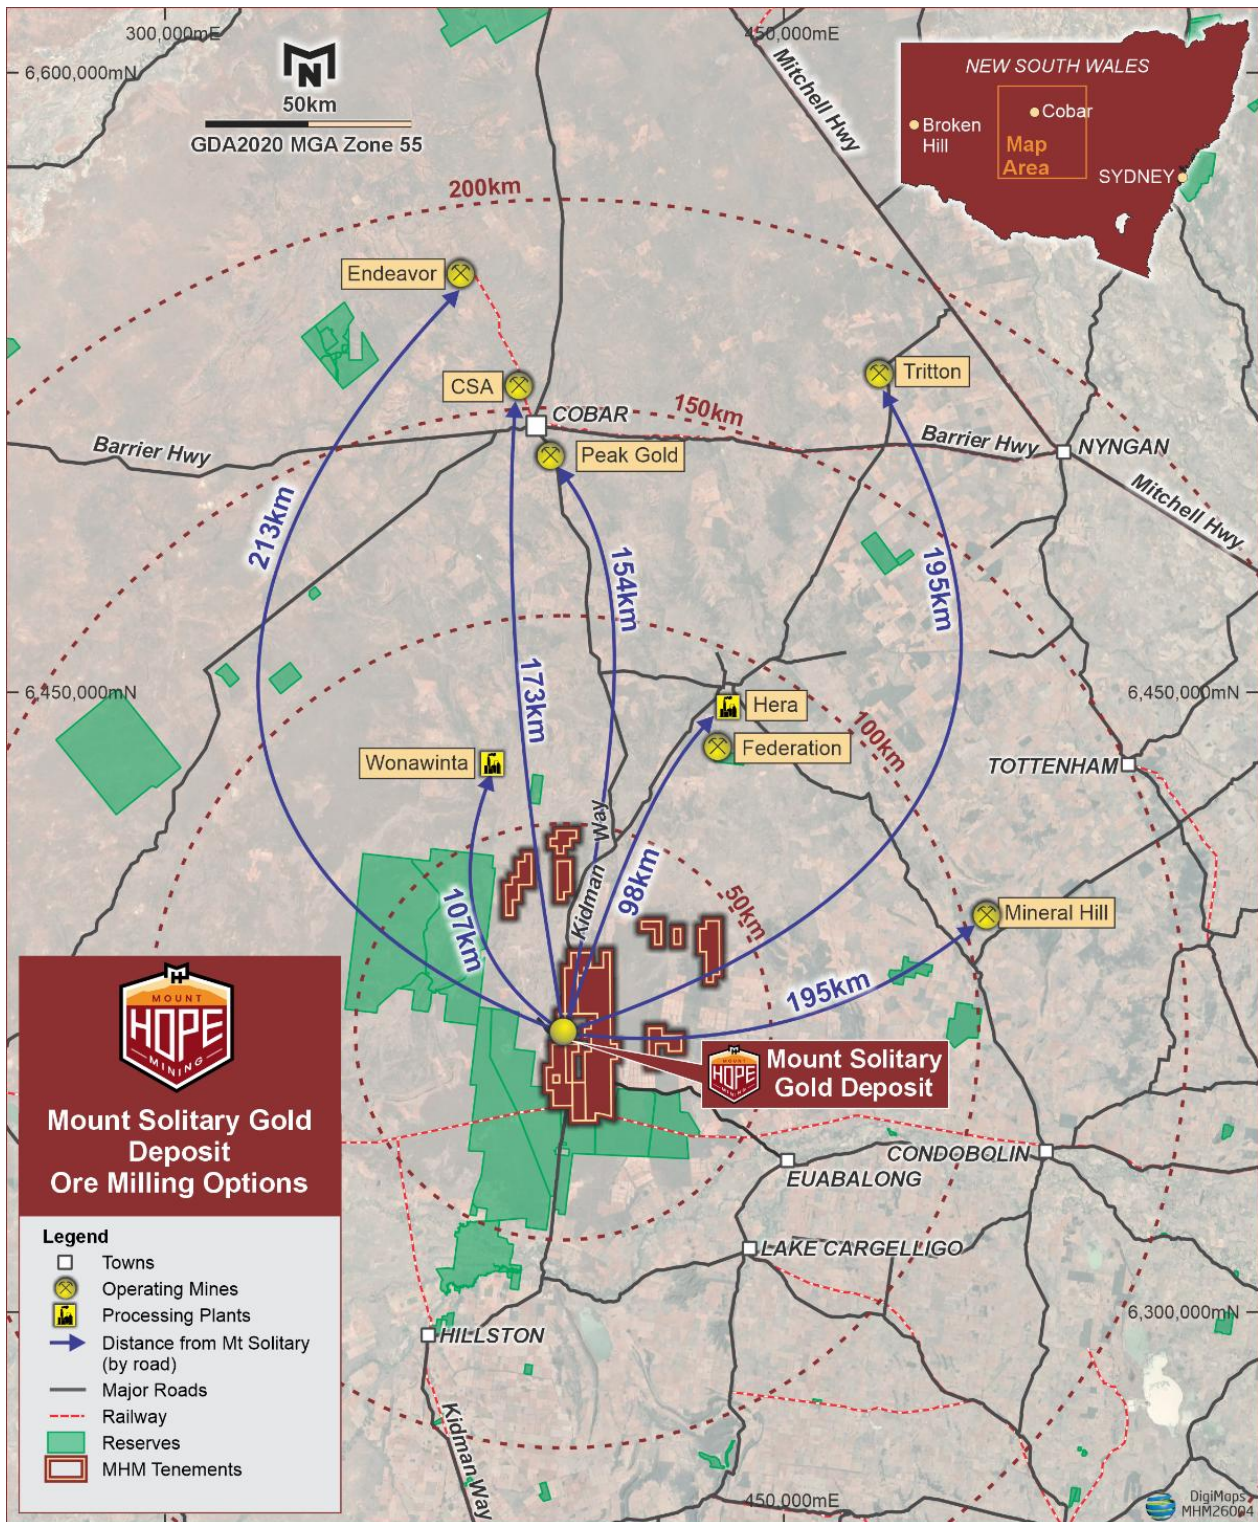 300,000mE
450,000mE
6,600,000mN
N
50km
GDA2020 MGA Zone 55
Mitchell Hwy
NEW SOUTH WALES
Cobar
Broken
Hill
Map
Area
SYDNEY
200km
Endeavor
CSA
COBAR
150km
Tritton
Barrier Hwy
Peak Gold
Barrier Hwy
NYNGAN
Mitchell Hwy
213km
154km
195km
173km
6,450,000mN
6,450,000mN
Hera
Federation
100km
Wonawinta
TOTTENHAM
Kidman Way
98km
50km
107km
Mineral Hill
195km
MOUNT
HOPE
MINING
MOUNT
HOPE
MINING
Mount Solitary
Gold Deposit
Mount Solitary Gold
Deposit
Ore Milling Options
CONDOBOLIN
EUABALONG
LAKE CARGELLIGO
6,300,000mN
HILLSTON
Kidman Way
Legend
Towns
Operating Mines
Processing Plants
Distance from Mt Solitary
(by road)
Major Roads
Railway
Reserves
MHM Tenements
450,000mE
DigiMaps
MHM26004